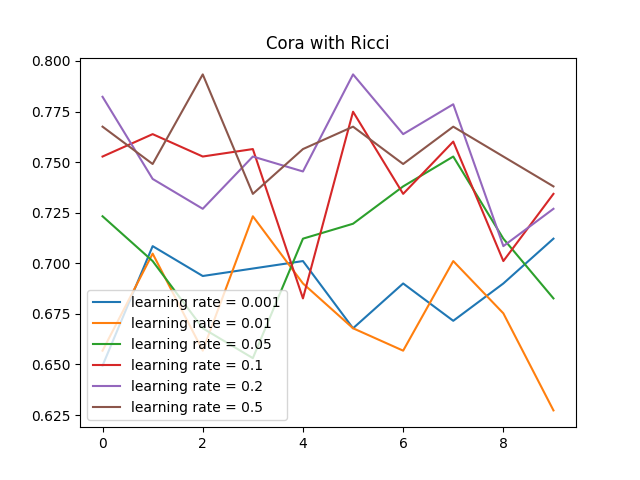 Cora with Ricci
0.800
0.775
0.750
0.725
0.700
0.675
0.650
0.625
learning rate = 0.001
learning rate = 0.01
learning rate = 0.05
learning rate = 0.1
learning rate = 0.2
learning rate = 0.5
0 2 4 6 8